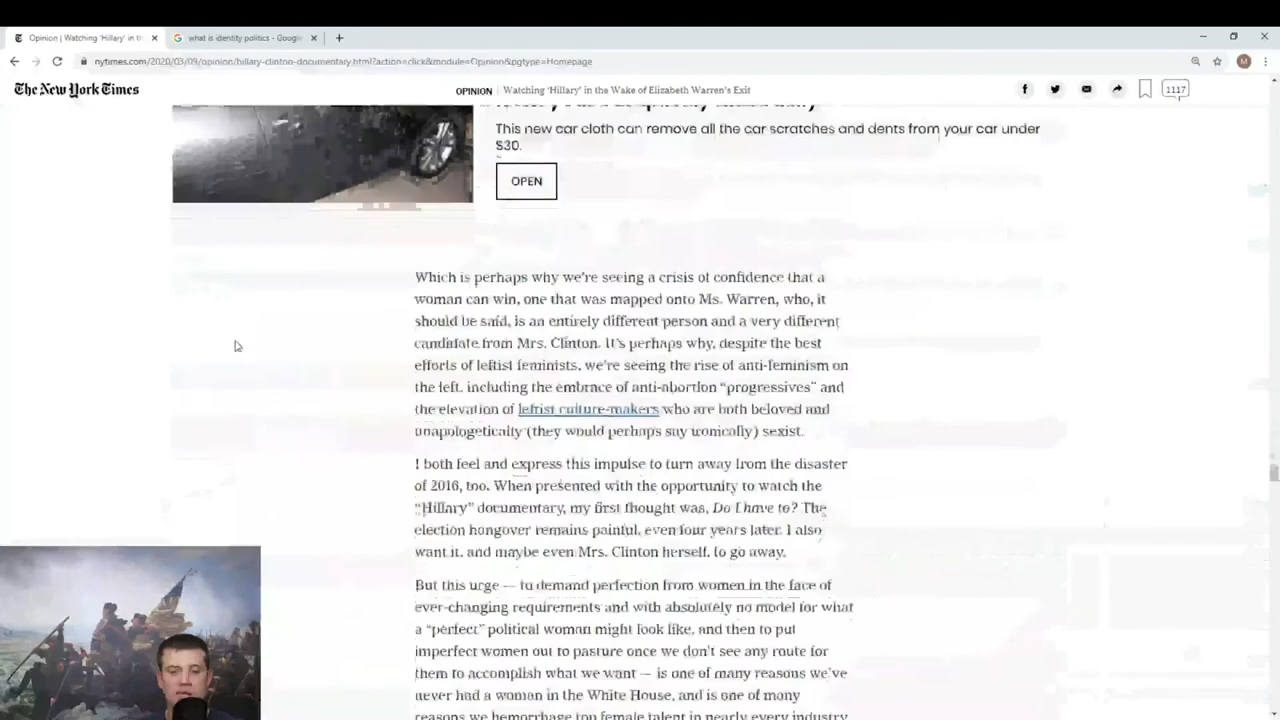 Opinion | Watching 'Hillary' in th
what is identity politics - Google
nytimes.com/2020/03/09/opinion/hillary-clinton-documentary.html?action=click&module=Opinion&pgtype=Homepage
M
The New York Times
OPINION
Watching 'Hillary' in the Wake of Elizabeth Warren's Exit
1117
This new car cloth can remove all the car scratches and dents from your car under
$30.
OPEN
Which is perhaps why we're seeing a crisis of confidence that a
woman can win, one that was mapped onto Ms. Warren, who, it
should be said, is an entirely different person and a very different
candidate from Mrs. Clinton. It's perhaps why, despite the best
efforts of leftist feminists, we're seeing the rise of anti-feminism on
the left, including the embrace of anti-abortion "progressives" and
the elevation of leftist culture-makers who are both beloved and
unapologetically (they would perhaps say ironically) sexist.
I both feel and express this impulse to turn away from the disaster
of 2016, too. When presented with the opportunity to watch the
"Hillary" documentary, my first thought was, Do I have to? The
election hangover remains painful, even four years later. I also
want it, and maybe even Mrs. Clinton herself, to go away.
But this urge — to demand perfection from women in the face of
ever-changing requirements and with absolutely no model for what
a "perfect" political woman might look like, and then to put
imperfect women out to pasture once we don't see any route for
them to accomplish what we want — is one of many reasons we've
never had a woman in the White House, and is one of many
reasons we hemorrhage top female talent in nearly every industry